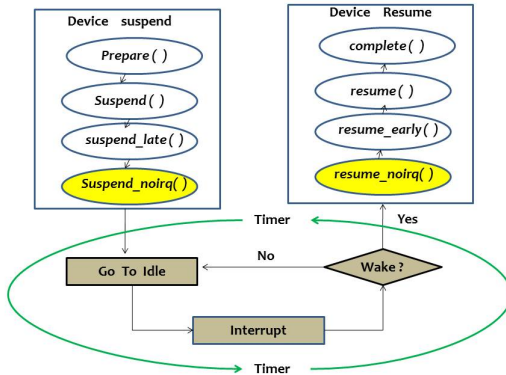 Device suspend
Prepare( )
Suspend( )
suspend_late( )
Suspend_noirq( )
Device Resume
complete( )
resume( )
resume_early( )
resume_noirq( )
Timer
Yes
Go To Idle
No
Wake ?
Interrupt
Timer